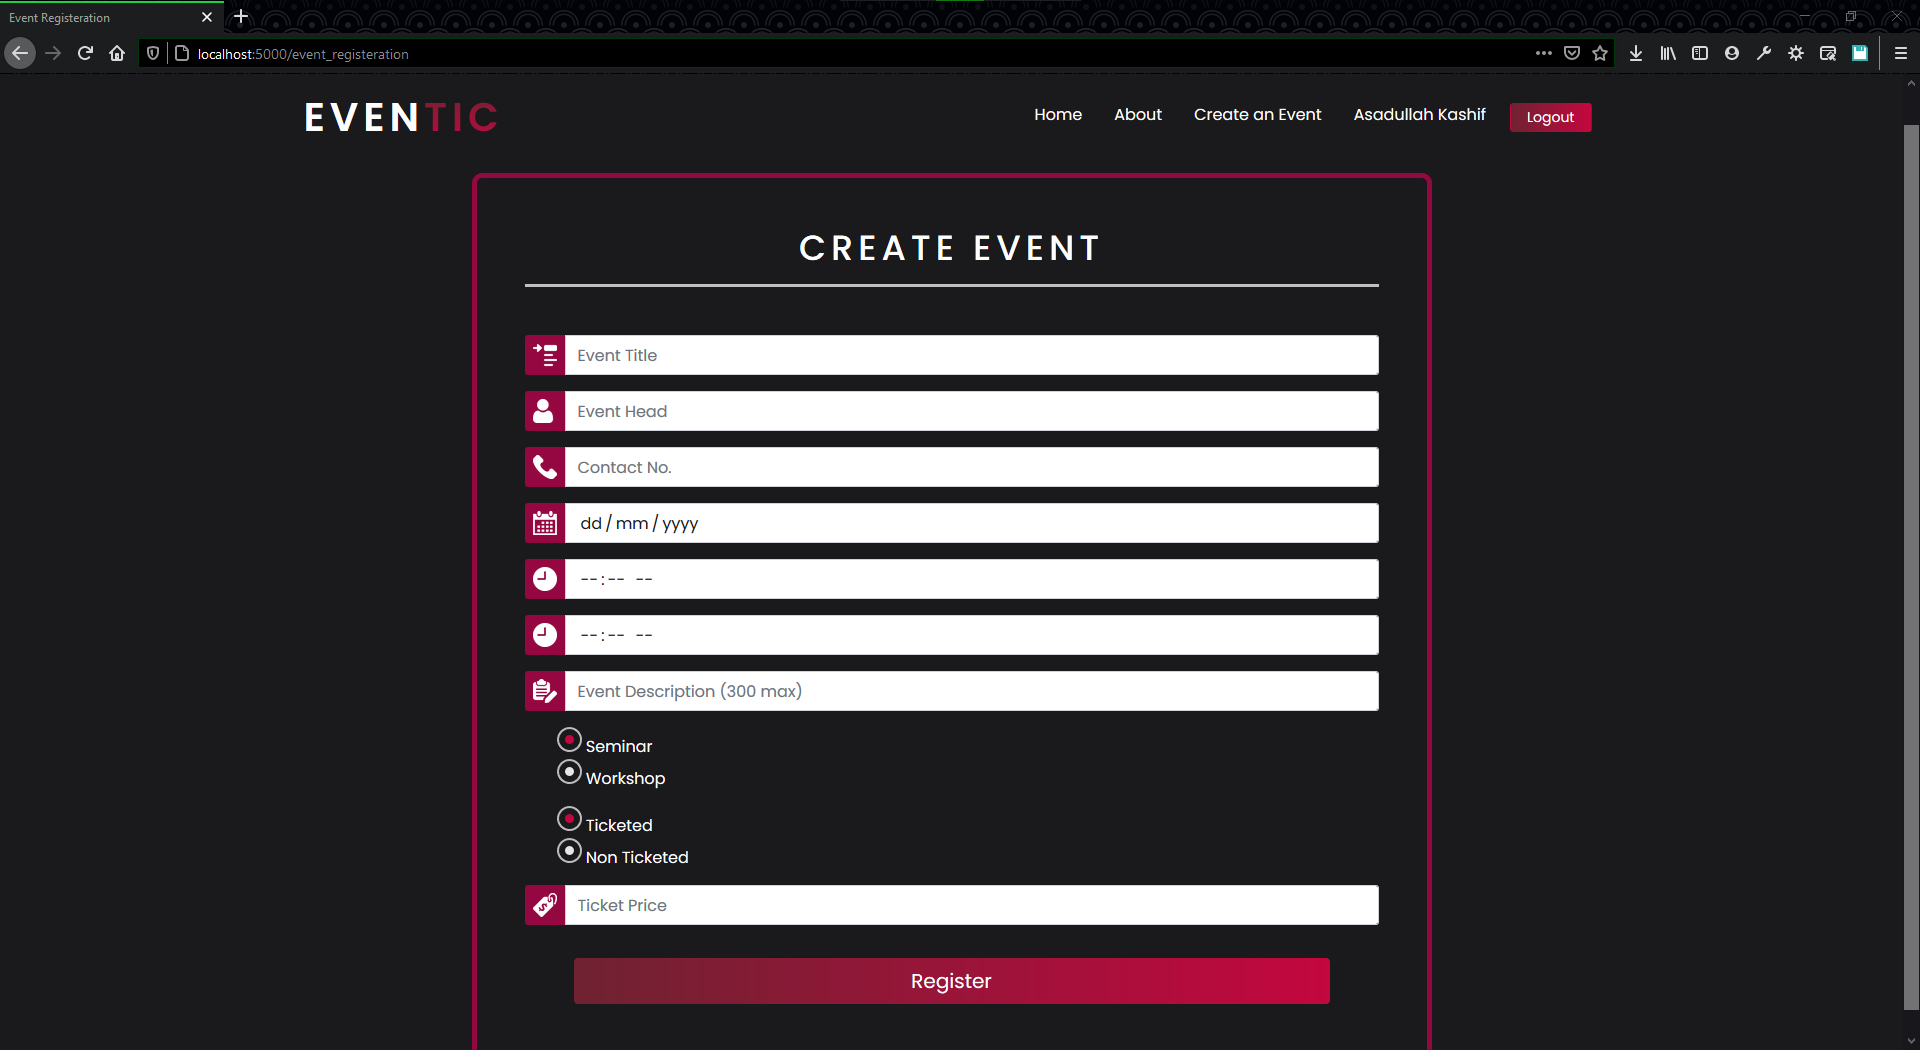 Event Registeration
localhost:5000/event_registeration
EVENTIC
Home About Create an Event Asadullah Kashif Logout
CREATE EVENT
Event Title
Event Head
Contact No.
dd / mm / yyyy
--:-- --
--:-- --
Event Description (300 max)
Seminar
Workshop
Ticketed
Non Ticketed
Ticket Price
Register